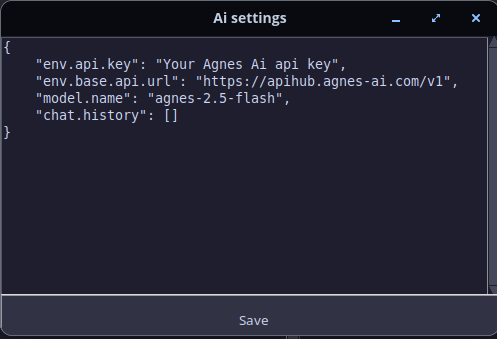 Ai settings
{
    "env.api.key": "Your Agnes Ai api key",
    "env.base.api.url": "https://apihub.agnes-ai.com/v1",
    "model.name": "agnes-2.5-flash",
    "chat.history": []
}
Save